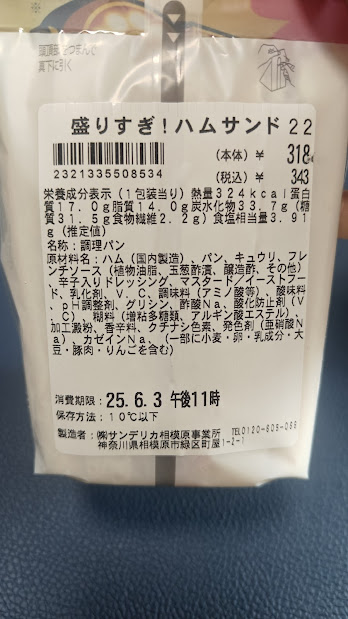 真下に引く
盛りすぎ!ハムサンド22
2321335508534
(本体)¥ 318
(税込)¥ 343
栄養成分表示(1包装当り)熱量324kcal蛋白
質17.0g脂質14.0g炭水化物33.7g(糖
質31.5g食物繊維2.2g)食塩相当量3.91
g(推定値)
名称:調理パン
原材料名:ハム(国内製造)、パン、キュウリ、フレ
ンチソース(植物油脂、玉葱酢漬、醸造酢、その他)
、辛子入りドレッシング、マスタード/イーストフー
ド、乳化剤、V.C、調味料(アミノ酸等)、酸味料
、pH調整剤、グリシン、酢酸Na、酸化防止剤(V
.C)、糊料(増粘多糖類、アルギン酸エステル)、
加工澱粉、香辛料、クチナシ色素、発色剤(亜硝酸N
a)、カゼインNa、(一部に小麦・卵・乳成分・大
豆・豚肉・りんごを含む)
消費期限:25.6.3 午後11時
保存方法:10℃以下
製造者:㈱サンデリカ相模原事業所 TEL0120-808-088
神奈川県相模原市緑区町屋1-2-1